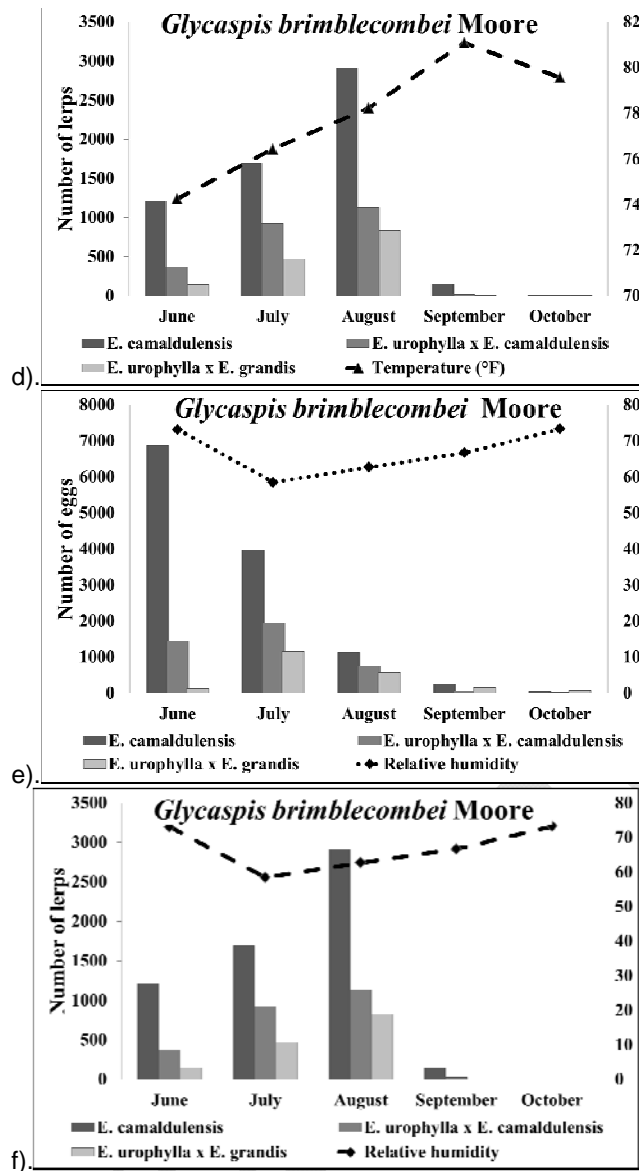 Glycaspis brimblecombei Moore
Number of lerps
3500
3000
2500
2000
1500
1000
500
0
82
80
78
76
74
72
70
June July August September October
E. camaldulensis E. urophylla x E. camaldulensis
E. urophylla x E. grandis Temperature (°F)
d).
Glycaspis brimblecombei Moore
Number of eggs
8000
7000
6000
5000
4000
3000
2000
1000
0
80
70
60
50
40
30
20
10
0
June July August September October
E. camaldulensis E. urophylla x E. camaldulensis
E. urophylla x E. grandis Relative humidity
e).
Glycaspis brimblecombei Moore
Number of lerps
3500
3000
2500
2000
1500
1000
500
0
80
70
60
50
40
30
20
10
0
June July August September October
E. camaldulensis E. urophylla x E. camaldulensis
E. urophylla x E. grandis Relative humidity
f).